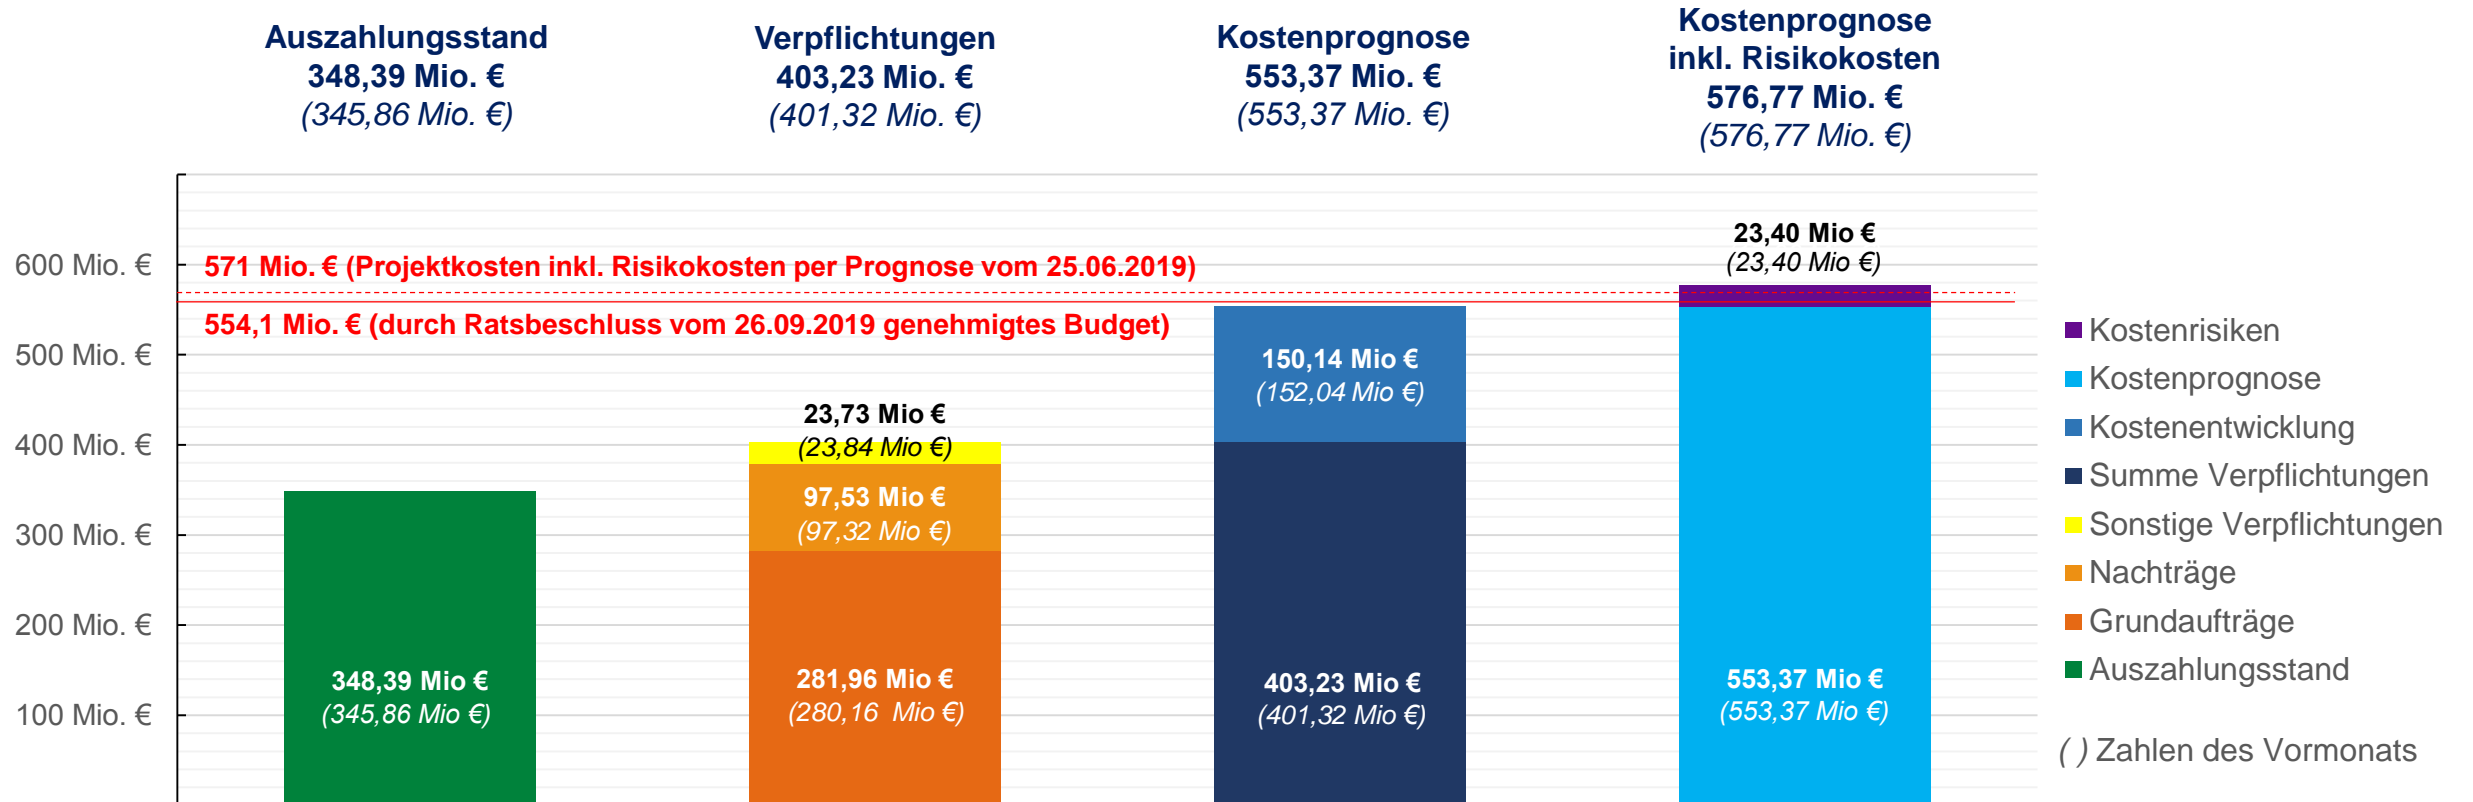 Auszahlungsstand
348,39 Mio. €
(345,86 Mio. €)
Verpflichtungen
403,23 Mio. €
(401,32 Mio. €)
Kostenprognose
553,37 Mio. €
(553,37 Mio. €)
Kostenprognose
inkl. Risikokosten
576,77 Mio. €
(576,77 Mio. €)
600 Mio. €
500 Mio. €
400 Mio. €
300 Mio. €
200 Mio. €
100 Mio. €
571 Mio. € (Projektkosten inkl. Risikokosten per Prognose vom 25.06.2019)
554,1 Mio. € (durch Ratsbeschluss vom 26.09.2019 genehmigtes Budget)
348,39 Mio €
(345,86 Mio €)
23,73 Mio €
(23,84 Mio €)
97,53 Mio €
(97,32 Mio €)
281,96 Mio €
(280,16  Mio €)
150,14 Mio €
(152,04 Mio €)
403,23 Mio €
(401,32 Mio €)
23,40 Mio €
(23,40 Mio €)
553,37 Mio €
(553,37 Mio €)
Kostenrisiken
Kostenprognose
Kostenentwicklung
Summe Verpflichtungen
Sonstige Verpflichtungen
Nachträge
Grundaufträge
Auszahlungsstand
( ) Zahlen des Vormonats